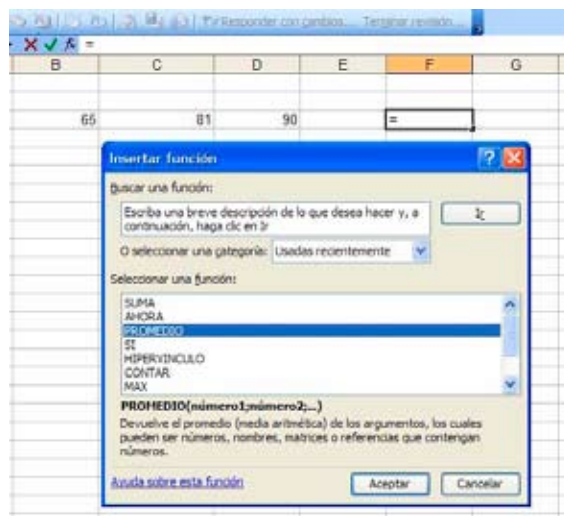 Responder con cambios... Terminar revisión...
=
B C D E F G
65 81 90 =
Insertar función
Buscar una función:
Escriba una breve descripción de lo que desea hacer y, a
continuación, haga clic en Ir
Ir
O seleccionar una categoría: Usadas recientemente
Seleccionar una función:
SUMA
AHORA
PROMEDIO
SI
HIPERVINCULO
CONTAR
MAX
PROMEDIO(número1;número2;...)
Devuelve el promedio (media aritmética) de los argumentos, los cuales
pueden ser números, nombres, matrices o referencias que contengan
números.
Ayuda sobre esta función
Aceptar Cancelar